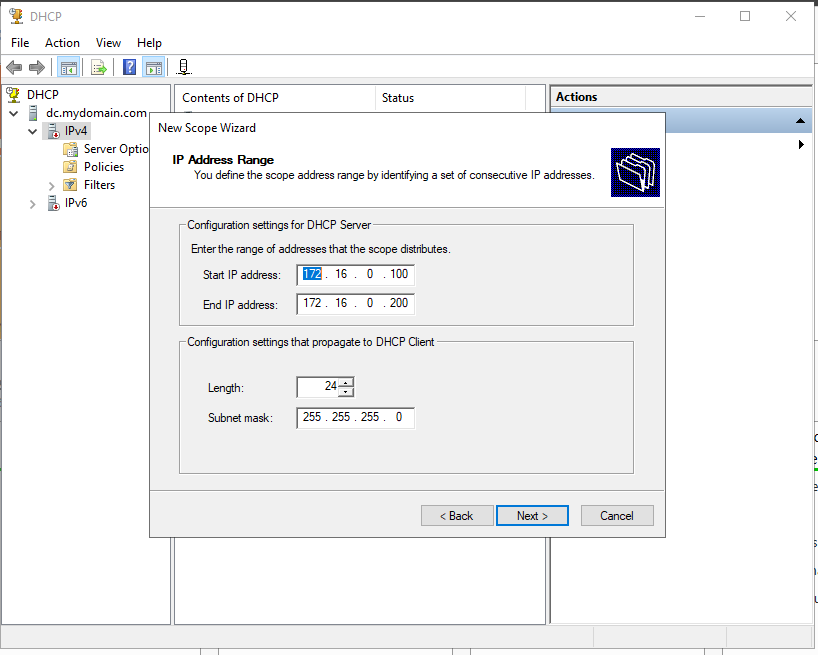 DHCP
File Action View Help
DHCP
dc.mydomain.com
IPv4
Server Optio
Policies
Filters
IPv6
Contents of DHCP Status
Actions
New Scope Wizard
IP Address Range
You define the scope address range by identifying a set of consecutive IP addresses.
Configuration settings for DHCP Server
Enter the range of addresses that the scope distributes.
Start IP address: 172 . 16 . 0 . 100
End IP address: 172 . 16 . 0 . 200
Configuration settings that propagate to DHCP Client
Length: 24
Subnet mask: 255 . 255 . 255 . 0
< Back Next > Cancel